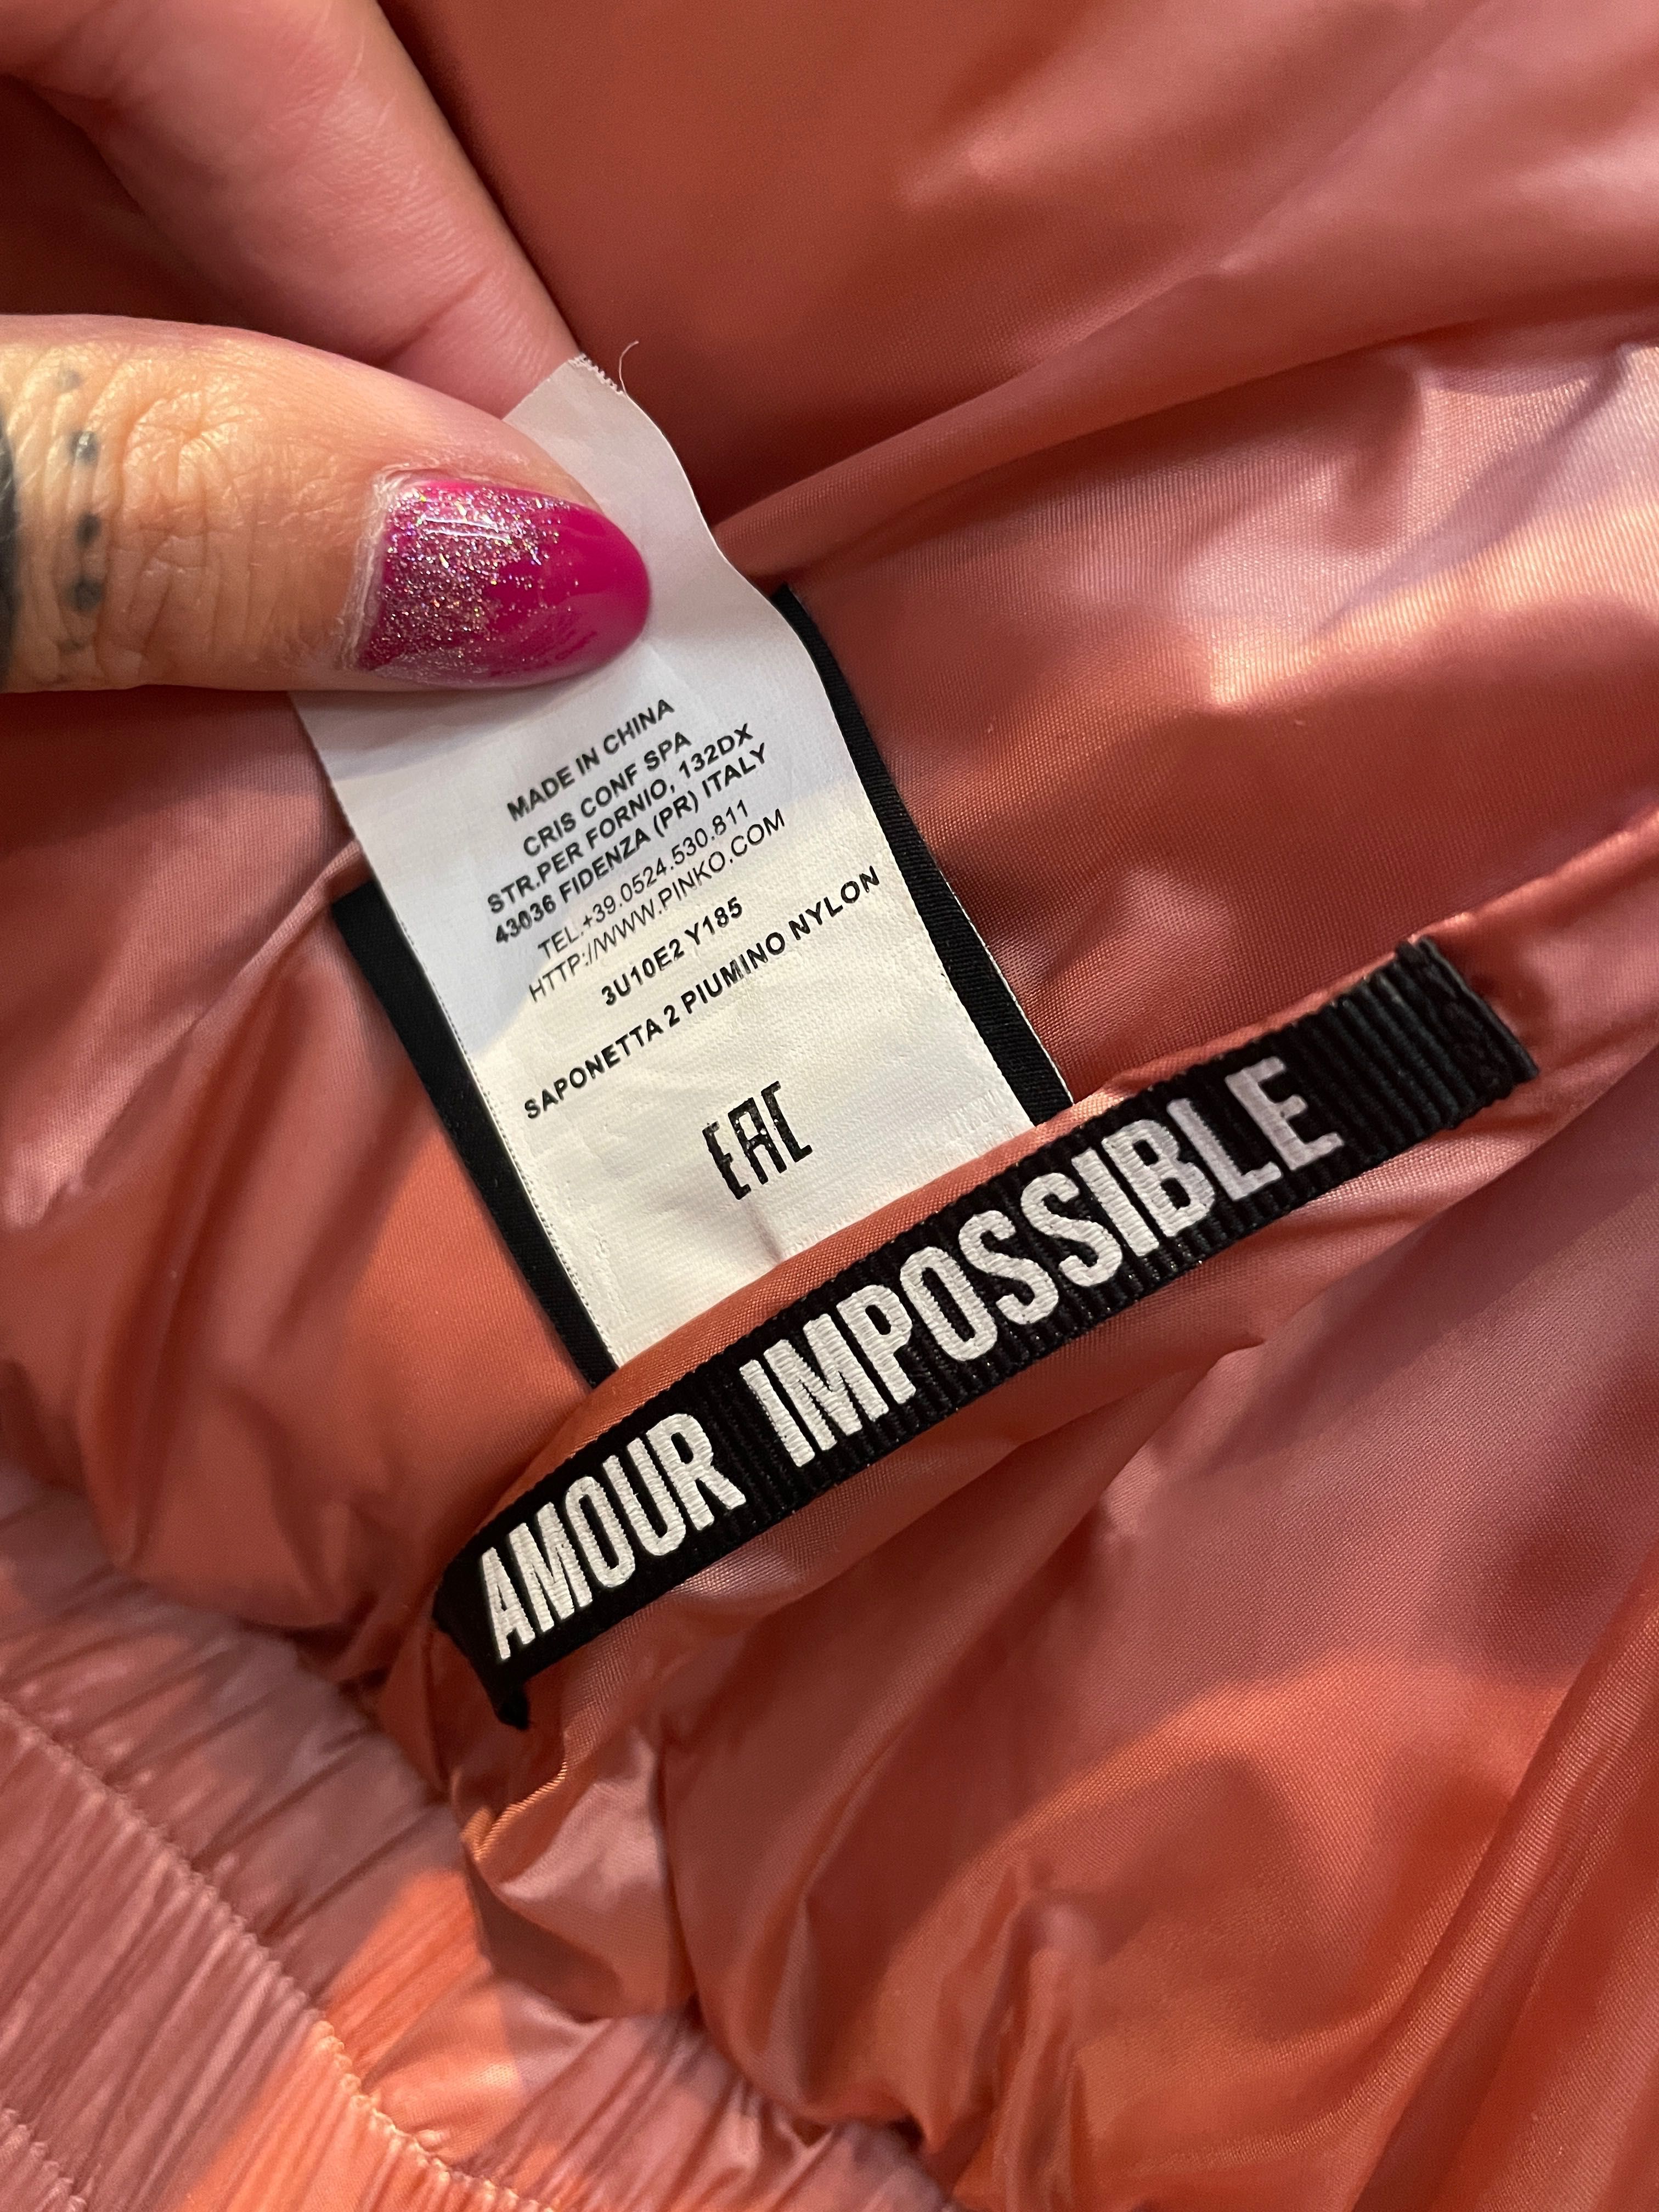 MADE IN CHINA
CRIS CONF SPA
STR.PER FORNIO, 132DX
43036 FIDENZA (PR) ITALY
TEL.+39.0524.530.811
HTTP://WWW.PINKO.COM
3U10E2 Y185
SAPONETTA 2 PIUMINO NYLON
EAC
AMOUR IMPOSSIBLE